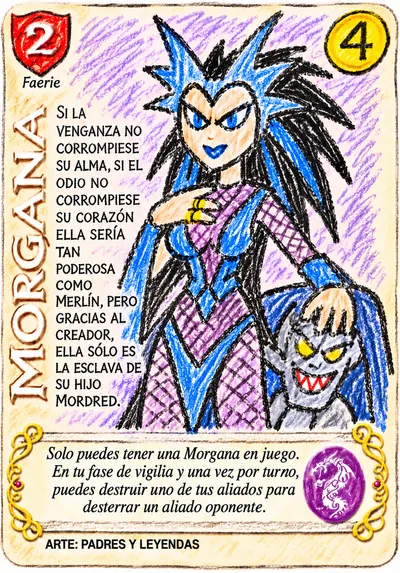 2
4
Faerie
MORGANA
SI LA
VENGANZA NO
CORROMPIESE
SU ALMA, SI EL
ODIO NO
CORROMPIESE
SU CORAZÓN
ELLA SERÍA
TAN
PODEROSA
COMO
MERLÍN, PERO
GRACIAS AL
CREADOR,
ELLA SÓLO ES
LA ESCLAVA DE
SU HIJO
MORDRED.
Solo puedes tener una Morgana en juego.
En tu fase de vigilia y una vez por turno,
puedes destruir uno de tus aliados para
desterrar un aliado oponente.
ARTE: PADRES Y LEYENDAS